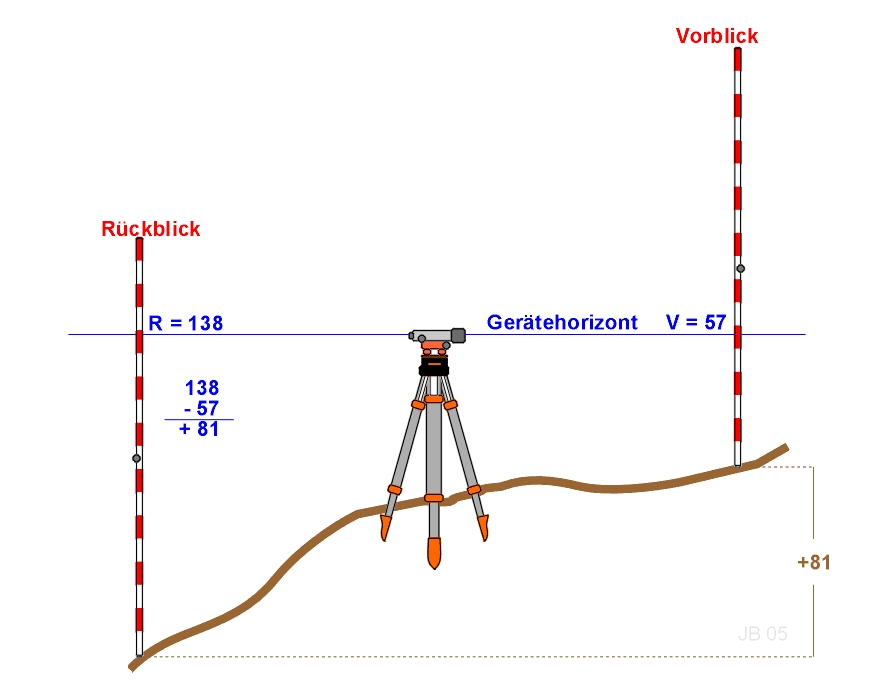 Vorblick
Rückblick
R = 138
Gerätehorizont
V = 57
138
- 57
+ 81
+81
JB 05